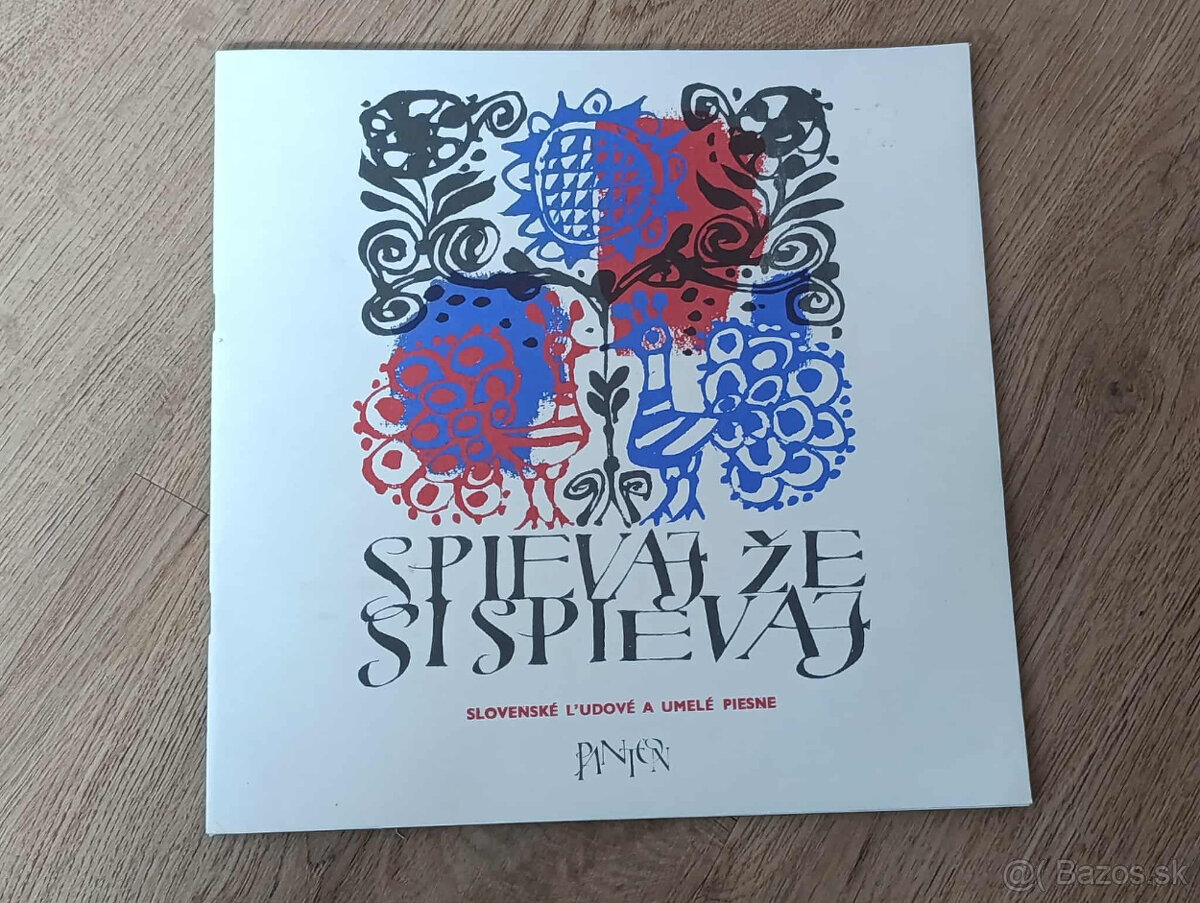 SPIEVAJ ŽE
SI SPIEVAJ
SLOVENSKÉ ĽUDOVÉ A UMELÉ PIESNE
PANTON
@( Bazos.sk